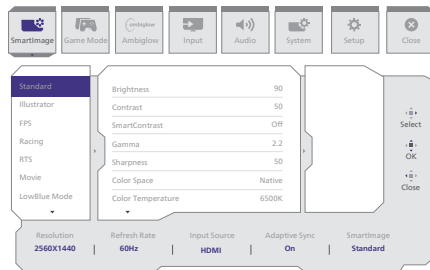 ambiglow
SmartImage Game Mode Ambiglow Input Audio System Setup Close
Standard
Illustrator
FPS
Racing
RTS
Movie
LowBlue Mode
Brightness 90
Contrast 50
SmartContrast Off
Gamma 2.2
Sharpness 50
Color Space Native
Color Temperature 6500K
Select
OK
Close
Resolution Refresh Rate Input Source Adaptive Sync SmartImage
2560X1440 | 60Hz | HDMI | On | Standard